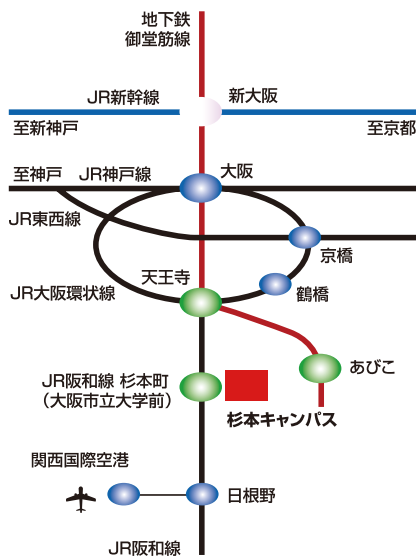 地下鉄
御堂筋線
JR新幹線
新大阪
至新神戸
至京都
至神戸
JR神戸線
大阪
JR東西線
京橋
天王寺
鶴橋
JR大阪環状線
あびこ
JR阪和線 杉本町
（大阪市立大学前）
杉本キャンパス
関西国際空港
日根野
JR阪和線